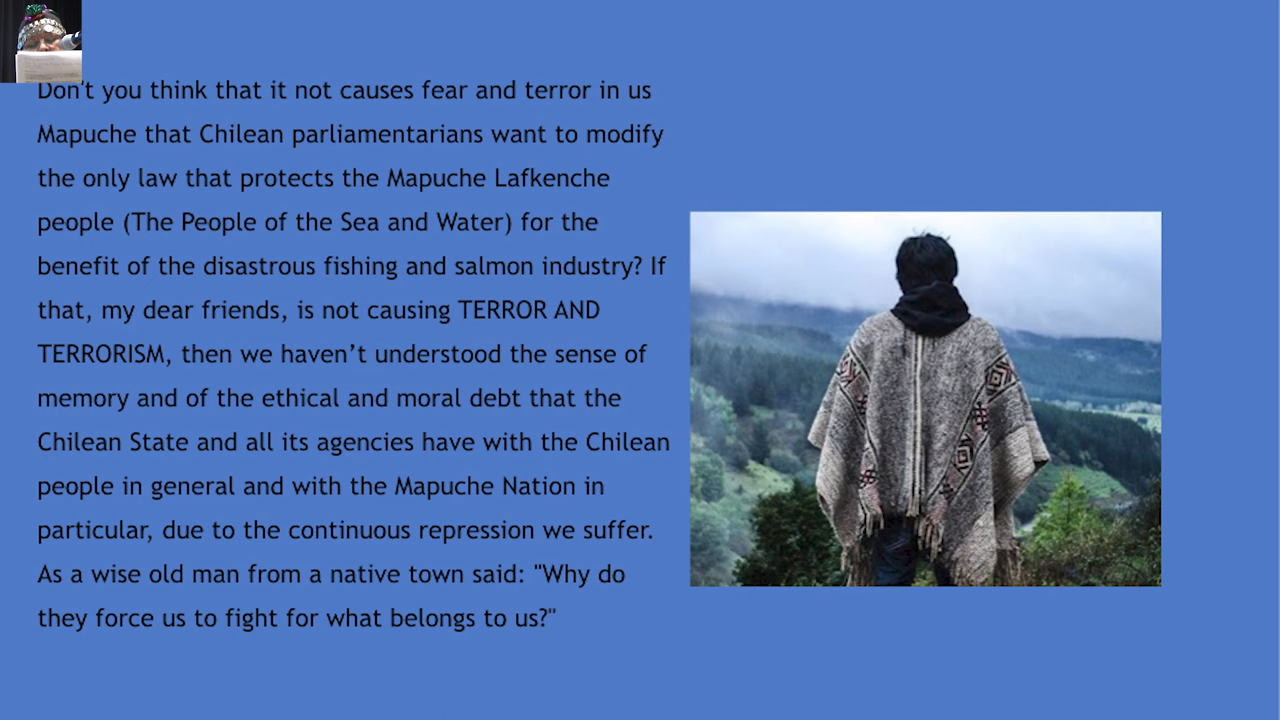 Don't you think that it not causes fear and terror in us
Mapuche that Chilean parliamentarians want to modify
the only law that protects the Mapuche Lafkenche
people (The People of the Sea and Water) for the
benefit of the disastrous fishing and salmon industry? If
that, my dear friends, is not causing TERROR AND
TERRORISM, then we haven’t understood the sense of
memory and of the ethical and moral debt that the
Chilean State and all its agencies have with the Chilean
people in general and with the Mapuche Nation in
particular, due to the continuous repression we suffer.
As a wise old man from a native town said: "Why do
they force us to fight for what belongs to us?"